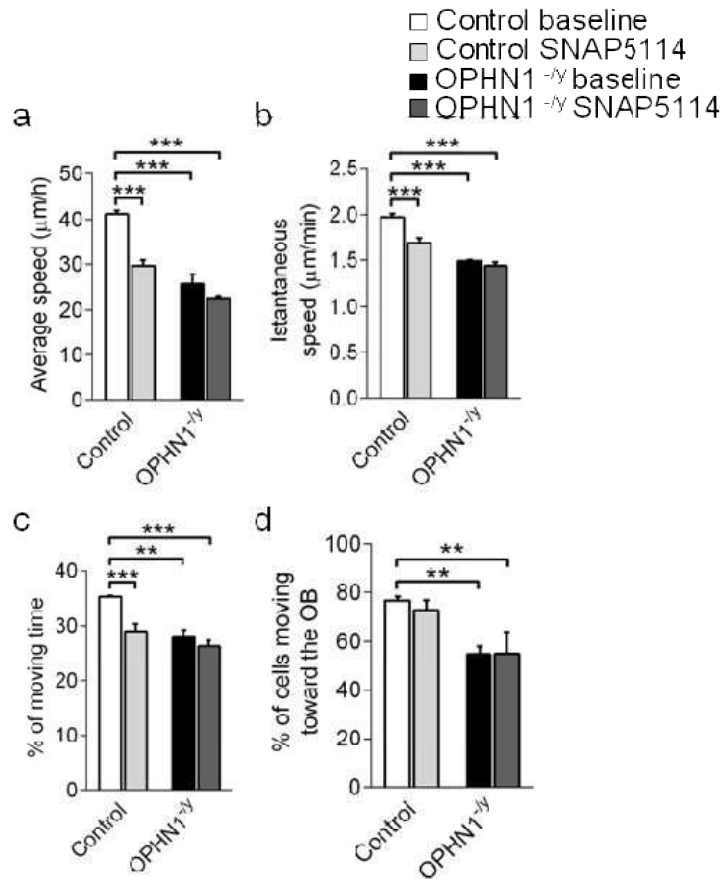 Control baseline
Control SNAP5114
OPHN1 -/y baseline
OPHN1 -/y SNAP5114
a
***
***
***
Average speed (μm/h)
50
40
30
20
10
0
Control
OPHN1-/y
b
***
***
***
Istantaneous
speed (μm/min)
2.5
2.0
1.5
1.0
0.5
0.0
Control
OPHN1-/y
c
***
**
***
% of moving time
40
30
20
10
0
Control
OPHN1-/y
d
**
**
% of cells moving
toward the OB
100
80
60
40
20
0
Control
OPHN1-/y